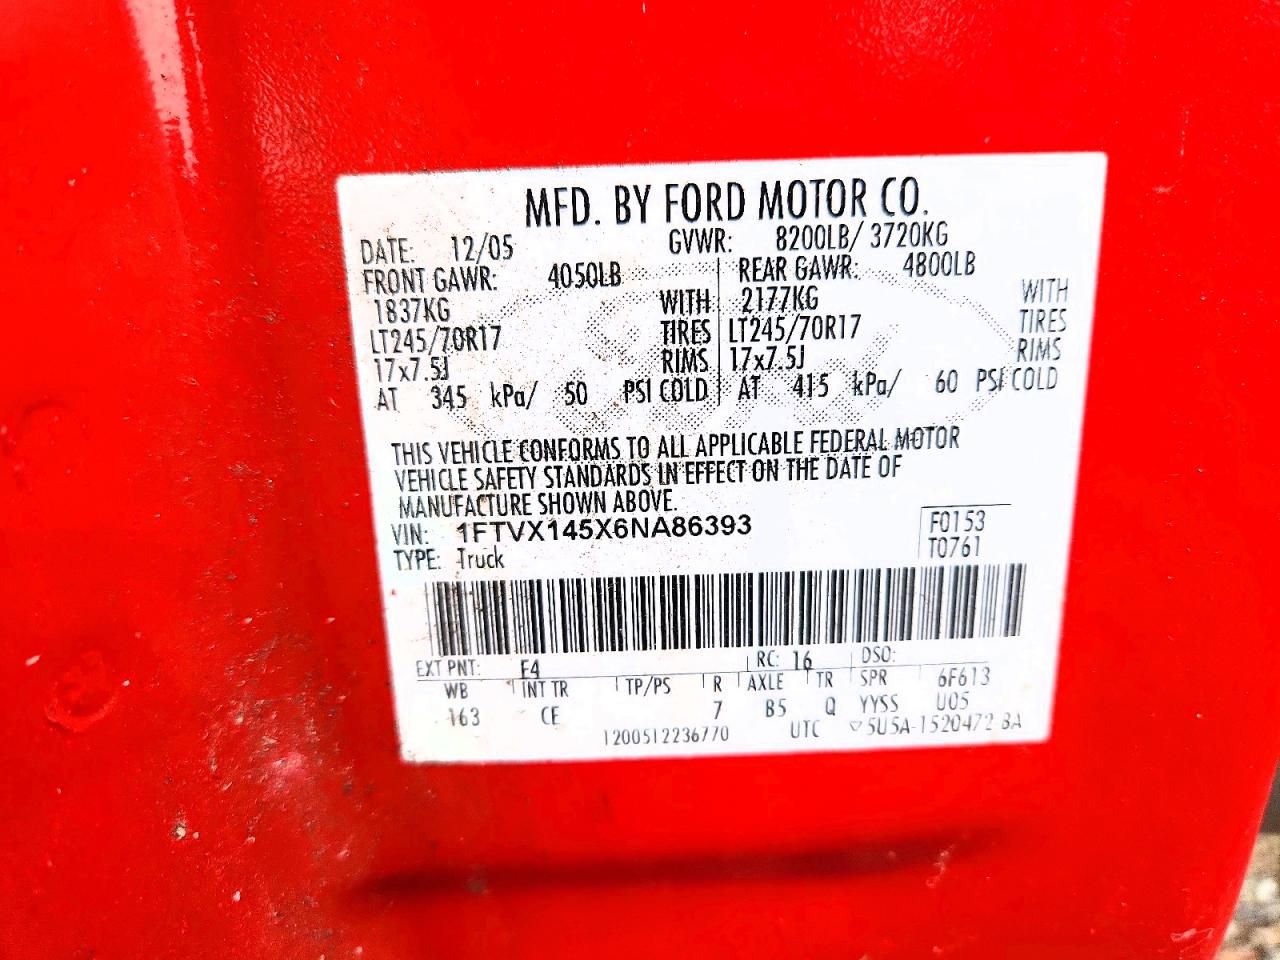 MFD. BY FORD MOTOR CO.
DATE: 12/05 GVWR: 8200LB/ 3720KG
FRONT GAWR: 4050LB REAR GAWR: 4800LB
1837KG WITH 2177KG WITH
LT245/70R17 TIRES LT245/70R17 TIRES
17x7.5J RIMS 17x7.5J RIMS
AT 345 kPa/ 50 PSI COLD AT 415 kPa/ 60 PSI COLD
THIS VEHICLE CONFORMS TO ALL APPLICABLE FEDERAL MOTOR
VEHICLE SAFETY STANDARDS IN EFFECT ON THE DATE OF
MANUFACTURE SHOWN ABOVE.
VIN: 1FTVX145X6NA86393 F0153
TYPE: Truck T0761
EXT PNT: E4 RC: 16 DSO:
WB INT TR TP/PS R AXLE TR SPR 6F613
163 CE 7 B5 Q YYSS U05
1200512236770 UTC ▽5U5A-1520472-BA